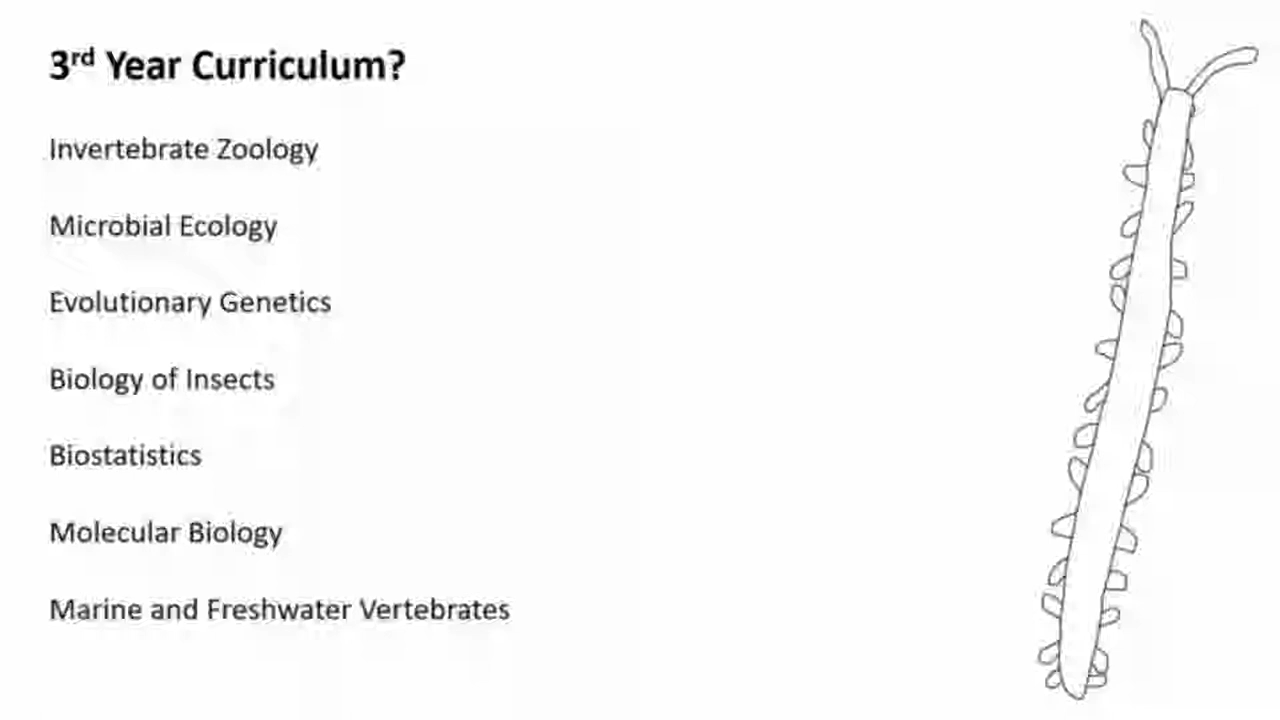 3rd Year Curriculum?
Invertebrate Zoology
Microbial Ecology
Evolutionary Genetics
Biology of Insects
Biostatistics
Molecular Biology
Marine and Freshwater Vertebrates